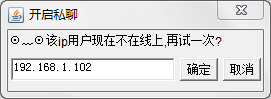 开启私聊
⊙﹏⊙该ip用户现在不在线上,再试一次?
192.168.1.102 确定 取消